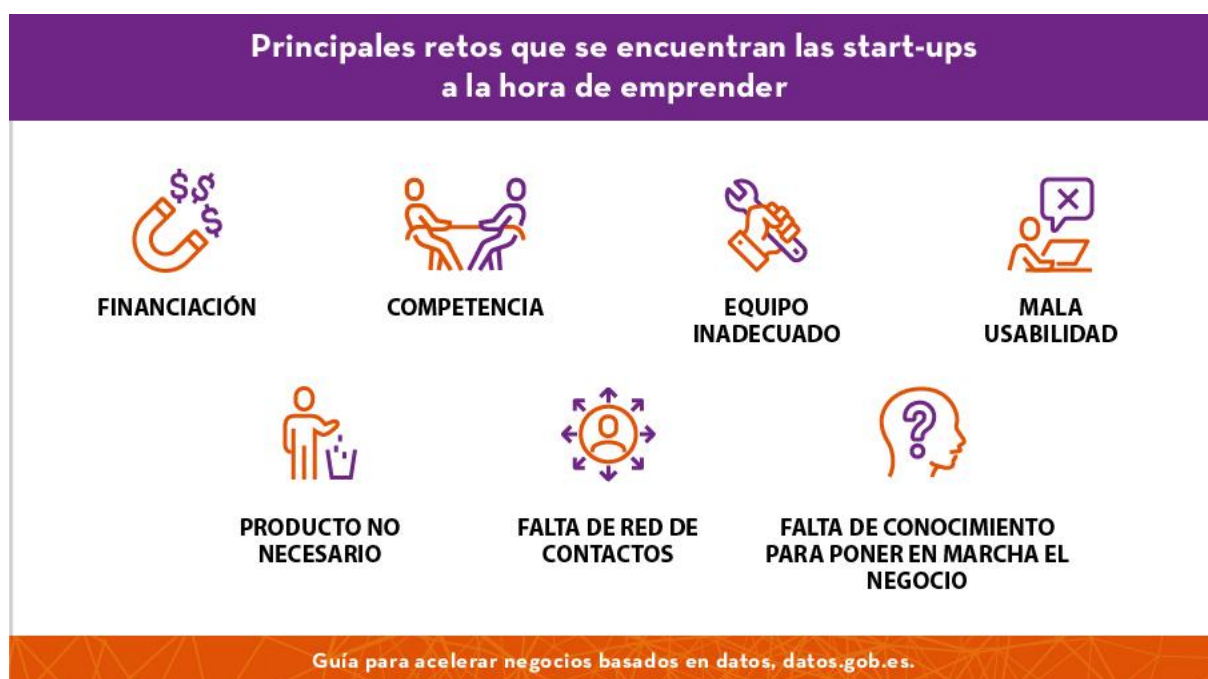 Principales retos que se encuentran las start-ups
a la hora de emprender
FINANCIACIÓN
COMPETENCIA
EQUIPO
INADECUADO
MALA
USABILIDAD
PRODUCTO NO
NECESARIO
FALTA DE RED DE
CONTACTOS
FALTA DE CONOCIMIENTO
PARA PONER EN MARCHA EL
NEGOCIO
Guía para acelerar negocios basados en datos, datos.gob.es.